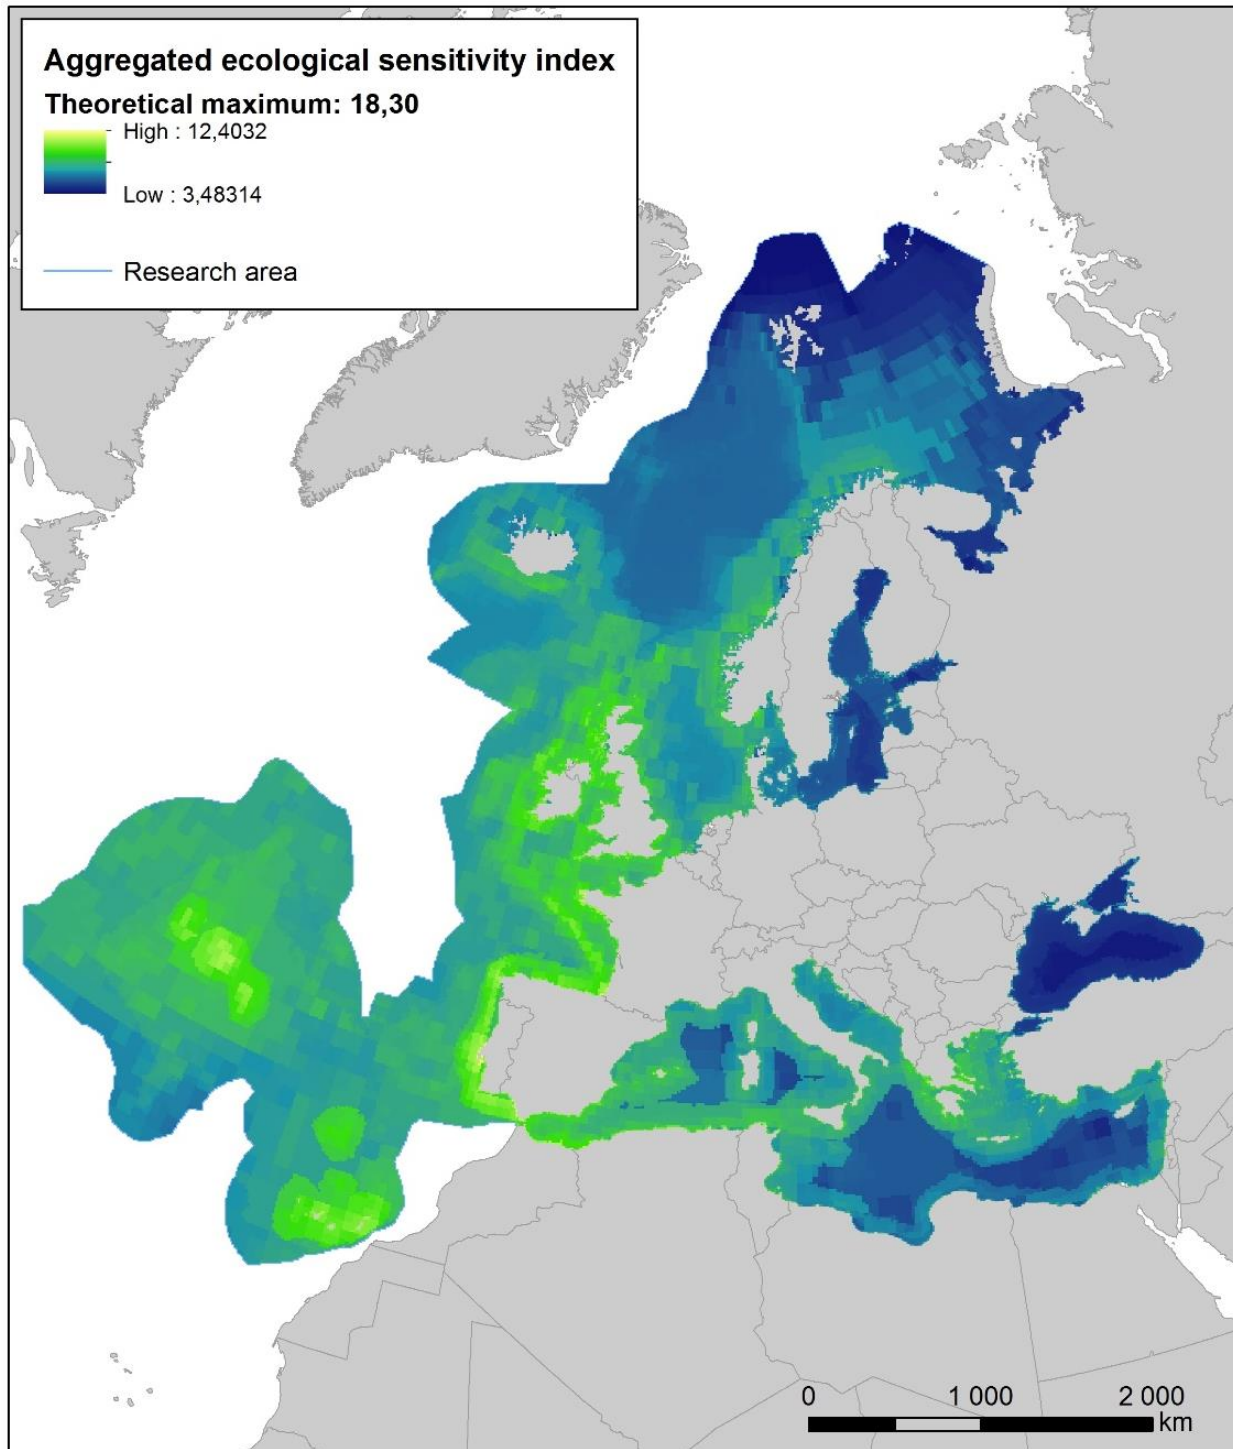 Aggregated ecological sensitivity index
Theoretical maximum: 18,30
High : 12,4032
Low : 3,48314
Research area
0 1 000 2 000
km